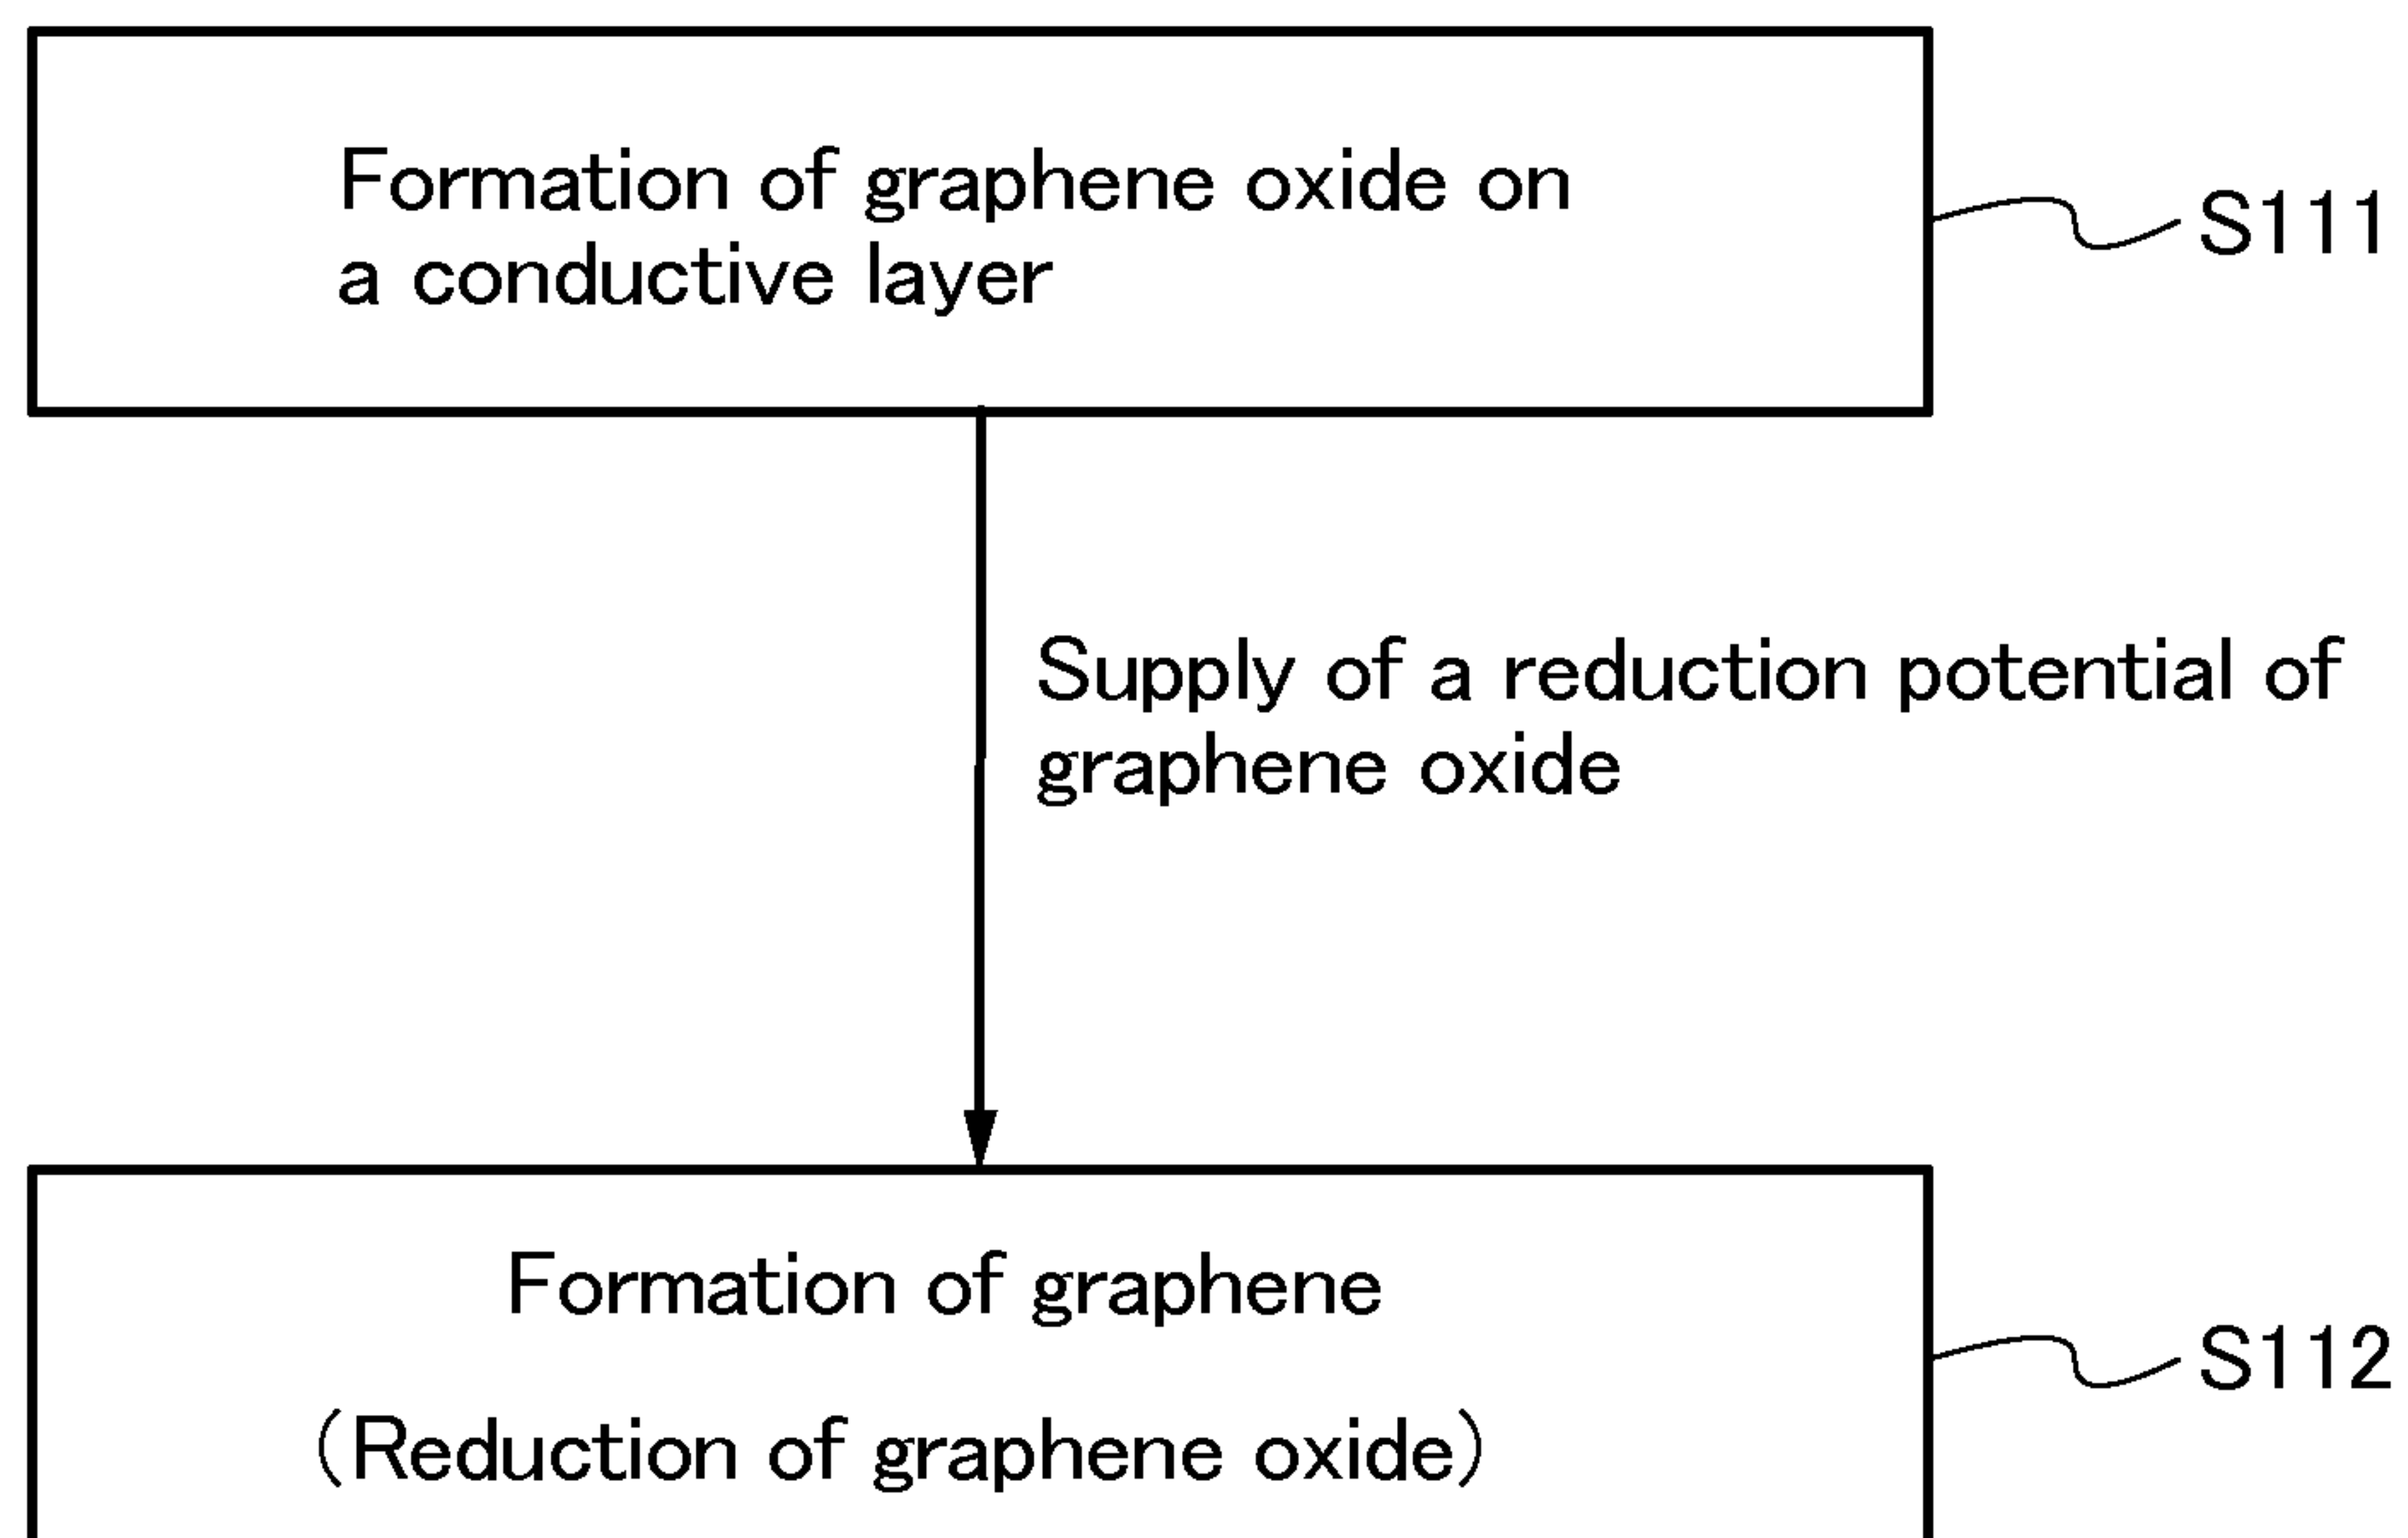 Formation of graphene oxide on
a conductive layer
S111
Supply of a reduction potential of
graphene oxide
Formation of graphene
(Reduction of graphene oxide)
S112